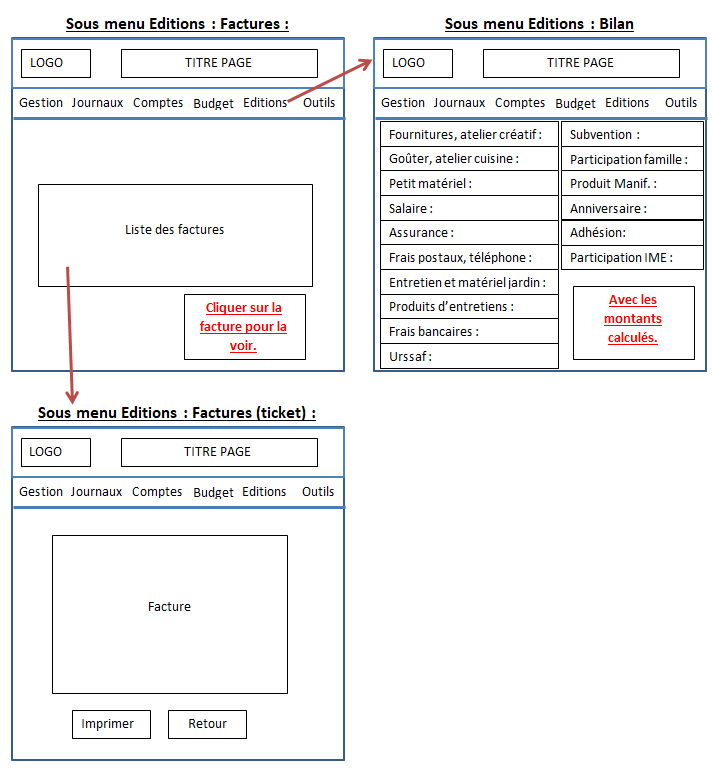 Sous menu Editions : Factures :
LOGO
TITRE PAGE
Gestion Journaux Comptes Budget Editions Outils
Liste des factures
Cliquer sur la
facture pour la
voir.
Sous menu Editions : Bilan
LOGO
TITRE PAGE
Gestion Journaux Comptes Budget Editions Outils
Fournitures, atelier créatif :
Goûter, atelier cuisine :
Petit matériel :
Salaire :
Assurance :
Frais postaux, téléphone :
Entretien et matériel jardin :
Produits d’entretiens :
Frais bancaires :
Urssaf :
Subvention :
Participation famille :
Produit Manif. :
Anniversaire :
Adhésion:
Participation IME :
Avec les
montants
calculés.
Sous menu Editions : Factures (ticket) :
LOGO
TITRE PAGE
Gestion Journaux Comptes Budget Editions Outils
Facture
Imprimer
Retour